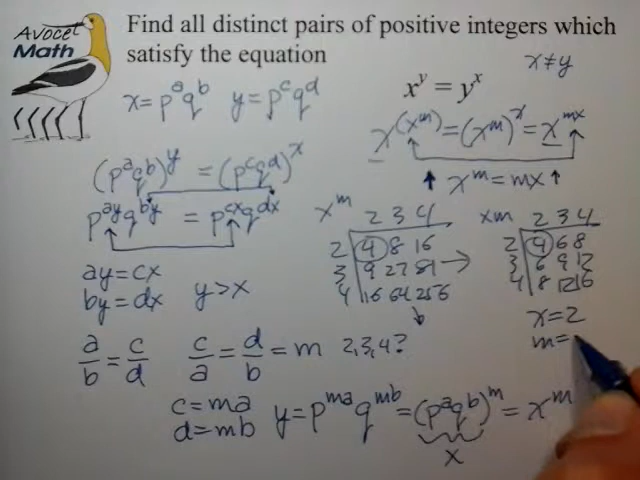 Avocet
Math
Find all distinct pairs of positive integers which
satisfy the equation
x≠y
x^y = y^x
x = p^a q^b   y = p^c q^d
x^(x^m) = (x^m)^x = x^(mx)
x^m = mx
(p^a q^b)^y = (p^c q^d)^x
p^(ay) q^(by) = p^(cx) q^(dx)
ay = cx
by = dx   y > x
a/b = c/d   c/a = d/b = m   2,3,4?
x^m   2 3 4
2 | 4 8 16
3 | 9 27 81
4 | 16 64 256
xm   2 3 4
2 | 4 6 8
3 | 6 9 12
4 | 8 12 16
x = 2
m =
c = ma
d = mb
y = p^(ma) q^(mb) = (p^a q^b)^m = x^m
x